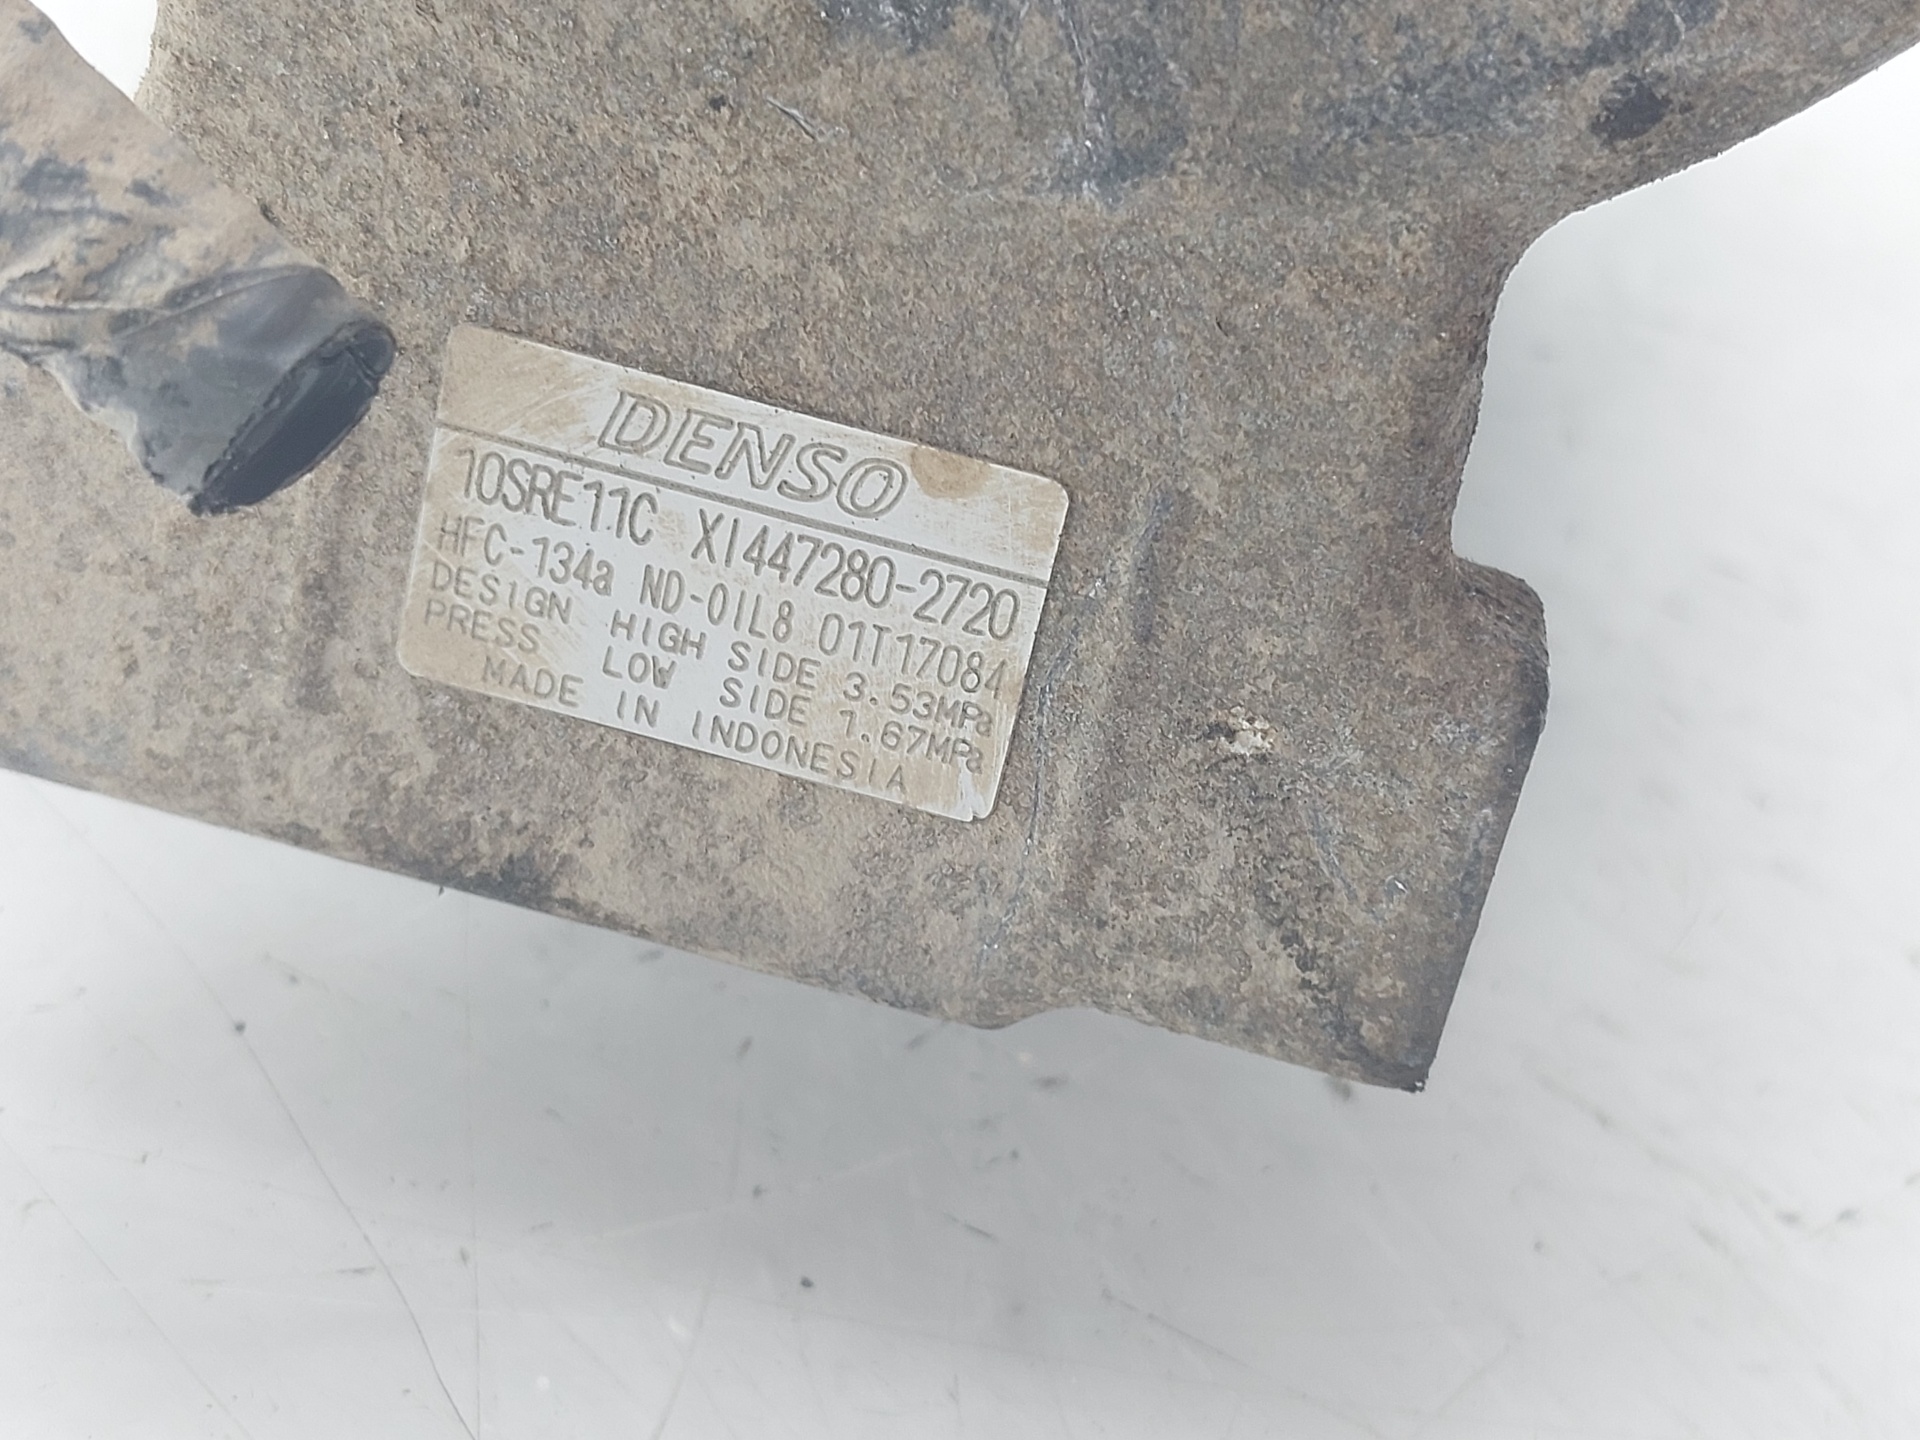 DENSO
10SRE11C XI447280-2720
HFC-134a ND-OIL8 01T17084
DESIGN HIGH SIDE 3.53MPa
PRESS LOW SIDE 1.67MPa
MADE IN INDONESIA